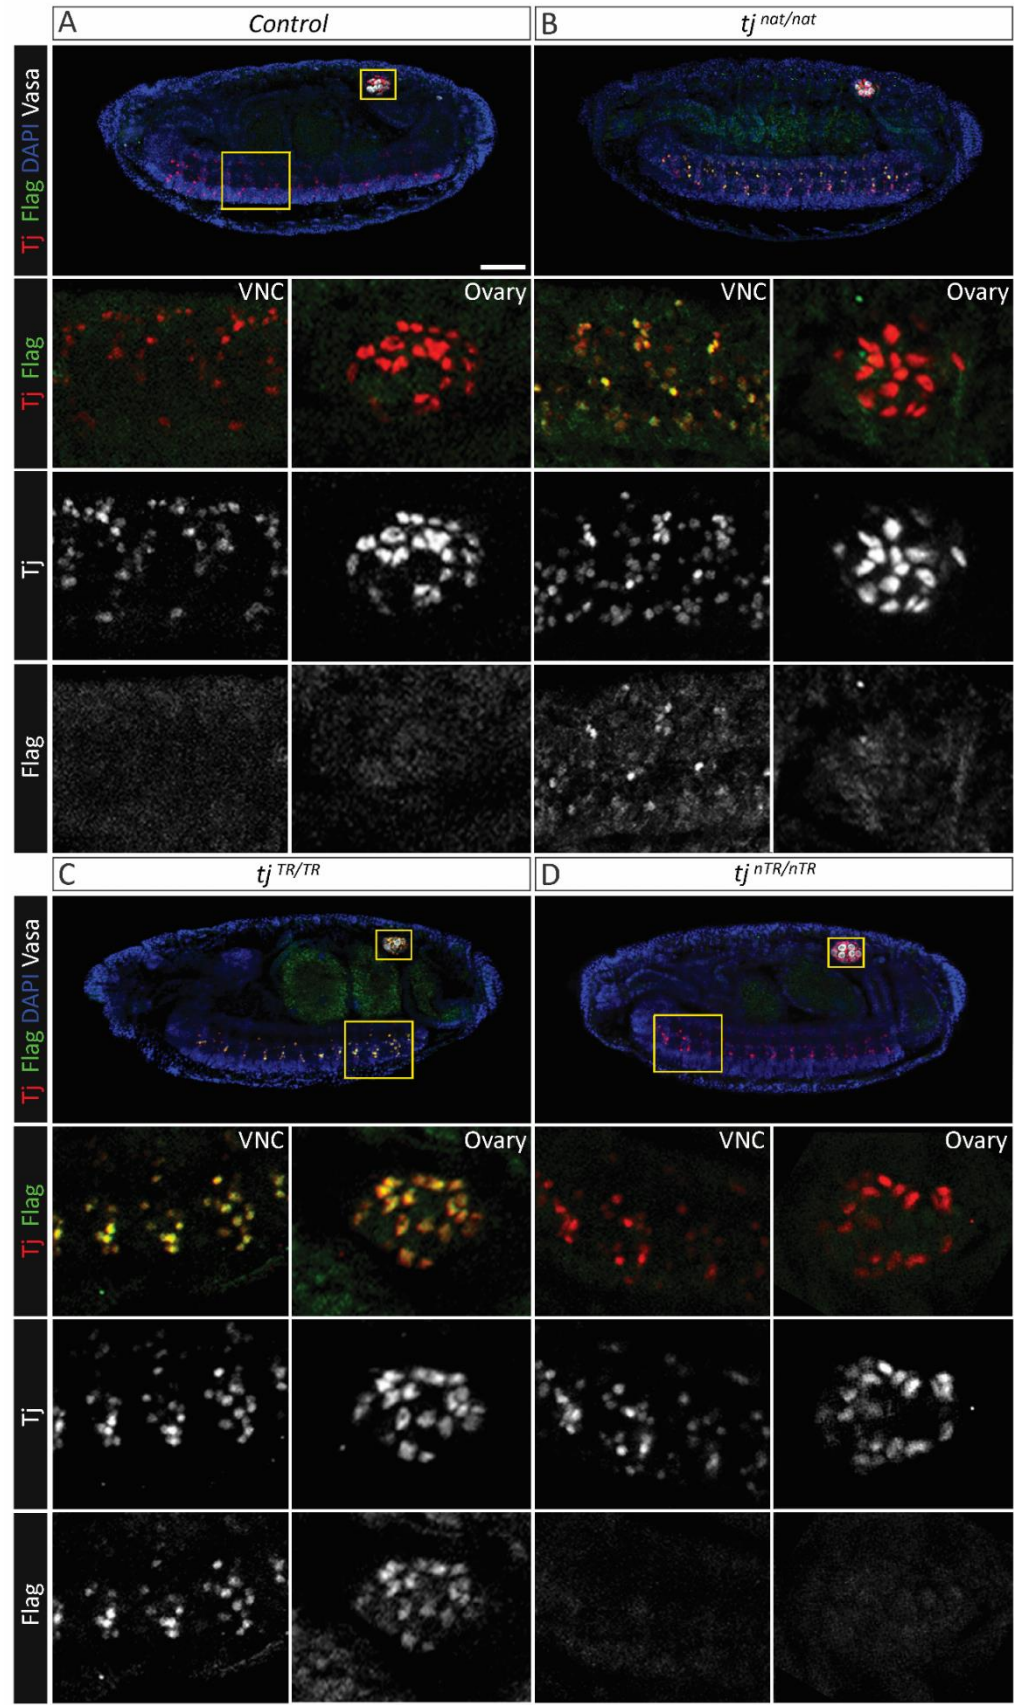 A
Control
B
tj nat/nat
Tj Flag DAPI Vasa
Tj Flag
VNC
Ovary
VNC
Ovary
Tj
Flag
C
tj TR/TR
D
tj nTR/nTR
Tj Flag DAPI Vasa
Tj Flag
VNC
Ovary
VNC
Ovary
Tj
Flag